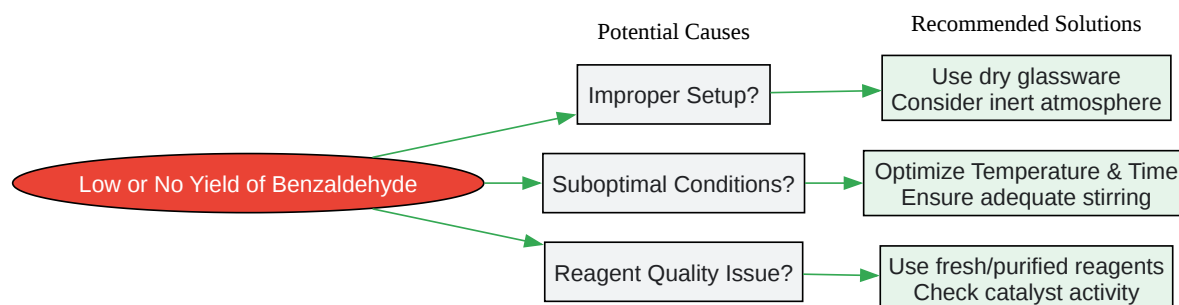 Potential Causes
Recommended Solutions
Improper Setup?
Use dry glassware
Consider inert atmosphere
Low or No Yield of Benzaldehyde
Suboptimal Conditions?
Optimize Temperature & Time
Ensure adequate stirring
Reagent Quality Issue?
Use fresh/purified reagents
Check catalyst activity